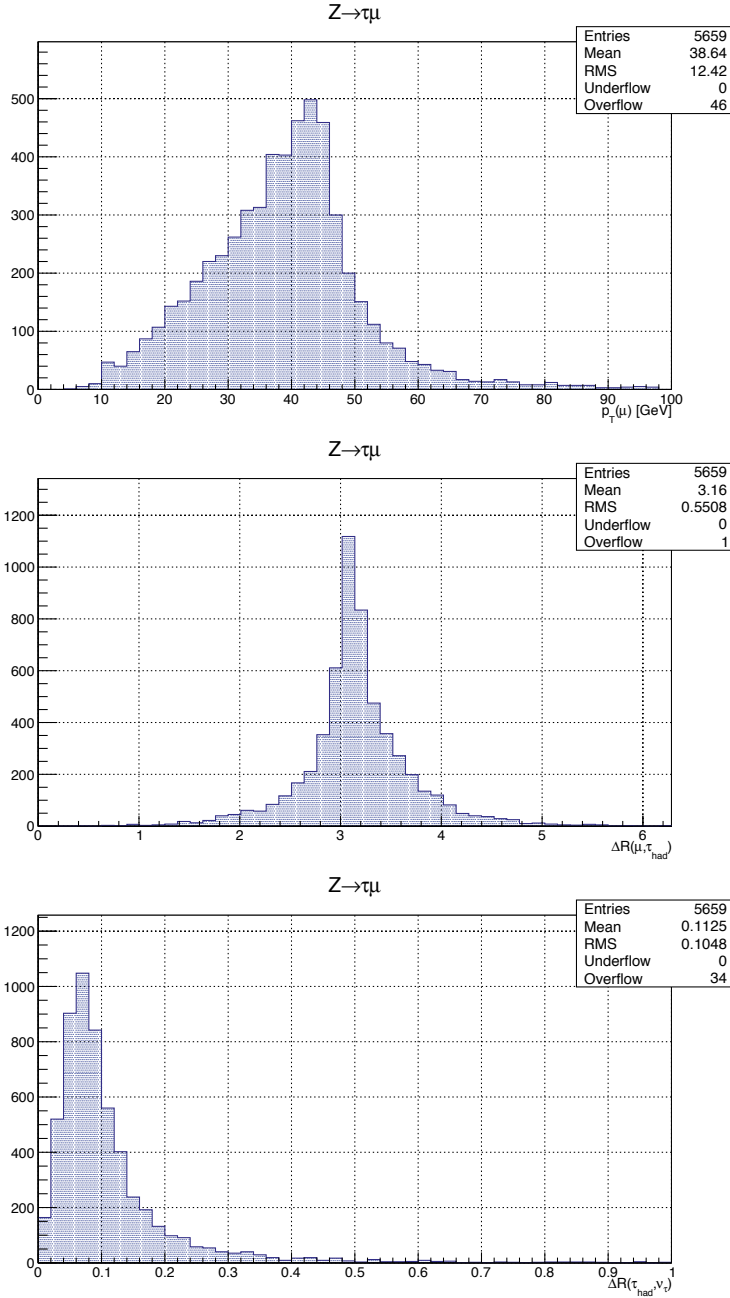 Z→τμ
Entries 5659
Mean 38.64
RMS 12.42
Underflow 0
Overflow 46
500
400
300
200
100
0
0 10 20 30 40 50 60 70 80 90 100
p_T(μ) [GeV]
Z→τμ
Entries 5659
Mean 3.16
RMS 0.5508
Underflow 0
Overflow 1
1200
1000
800
600
400
200
0
0 1 2 3 4 5 6
ΔR(μ,τ_had)
Z→τμ
Entries 5659
Mean 0.1125
RMS 0.1048
Underflow 0
Overflow 34
1200
1000
800
600
400
200
0
0 0.1 0.2 0.3 0.4 0.5 0.6 0.7 0.8 0.9 1
ΔR(τ_had,ν_τ)